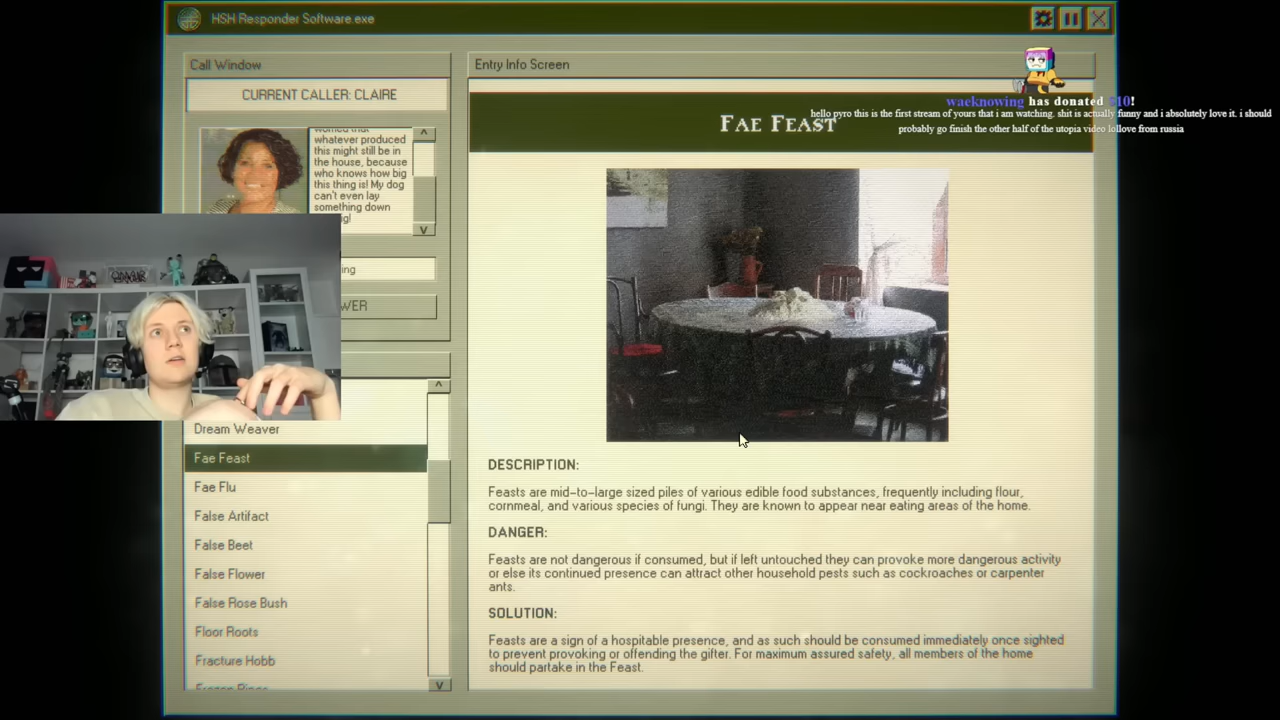 HSH Responder Software.exe
Call Window
CURRENT CALLER: CLAIRE
whatever produced
this might still be in
the house, because
who knows how big
this thing is! My dog
can't even lay
something down
Dream Weaver
Fae Feast
Fae Flu
False Artifact
False Beet
False Flower
False Rose Bush
Floor Roots
Fracture Hobb
Entry Info Screen
wacknowing has donated $10!
hello pyro this is the first stream of yours that i am watching. shit is actually funny and i absolutely love it. i should
probably go finish the other half of the utopia video lollove from russia
FAE FEAST
DESCRIPTION:
Feasts are mid-to-large sized piles of various edible food substances, frequently including flour,
cornmeal, and various species of fungi. They are known to appear near eating areas of the home.
DANGER:
Feasts are not dangerous if consumed, but if left untouched they can provoke more dangerous activity
or else its continued presence can attract other household pests such as cockroaches or carpenter
ants.
SOLUTION:
Feasts are a sign of a hospitable presence, and as such should be consumed immediately once sighted
to prevent provoking or offending the gifter. For maximum assured safety, all members of the home
should partake in the Feast.